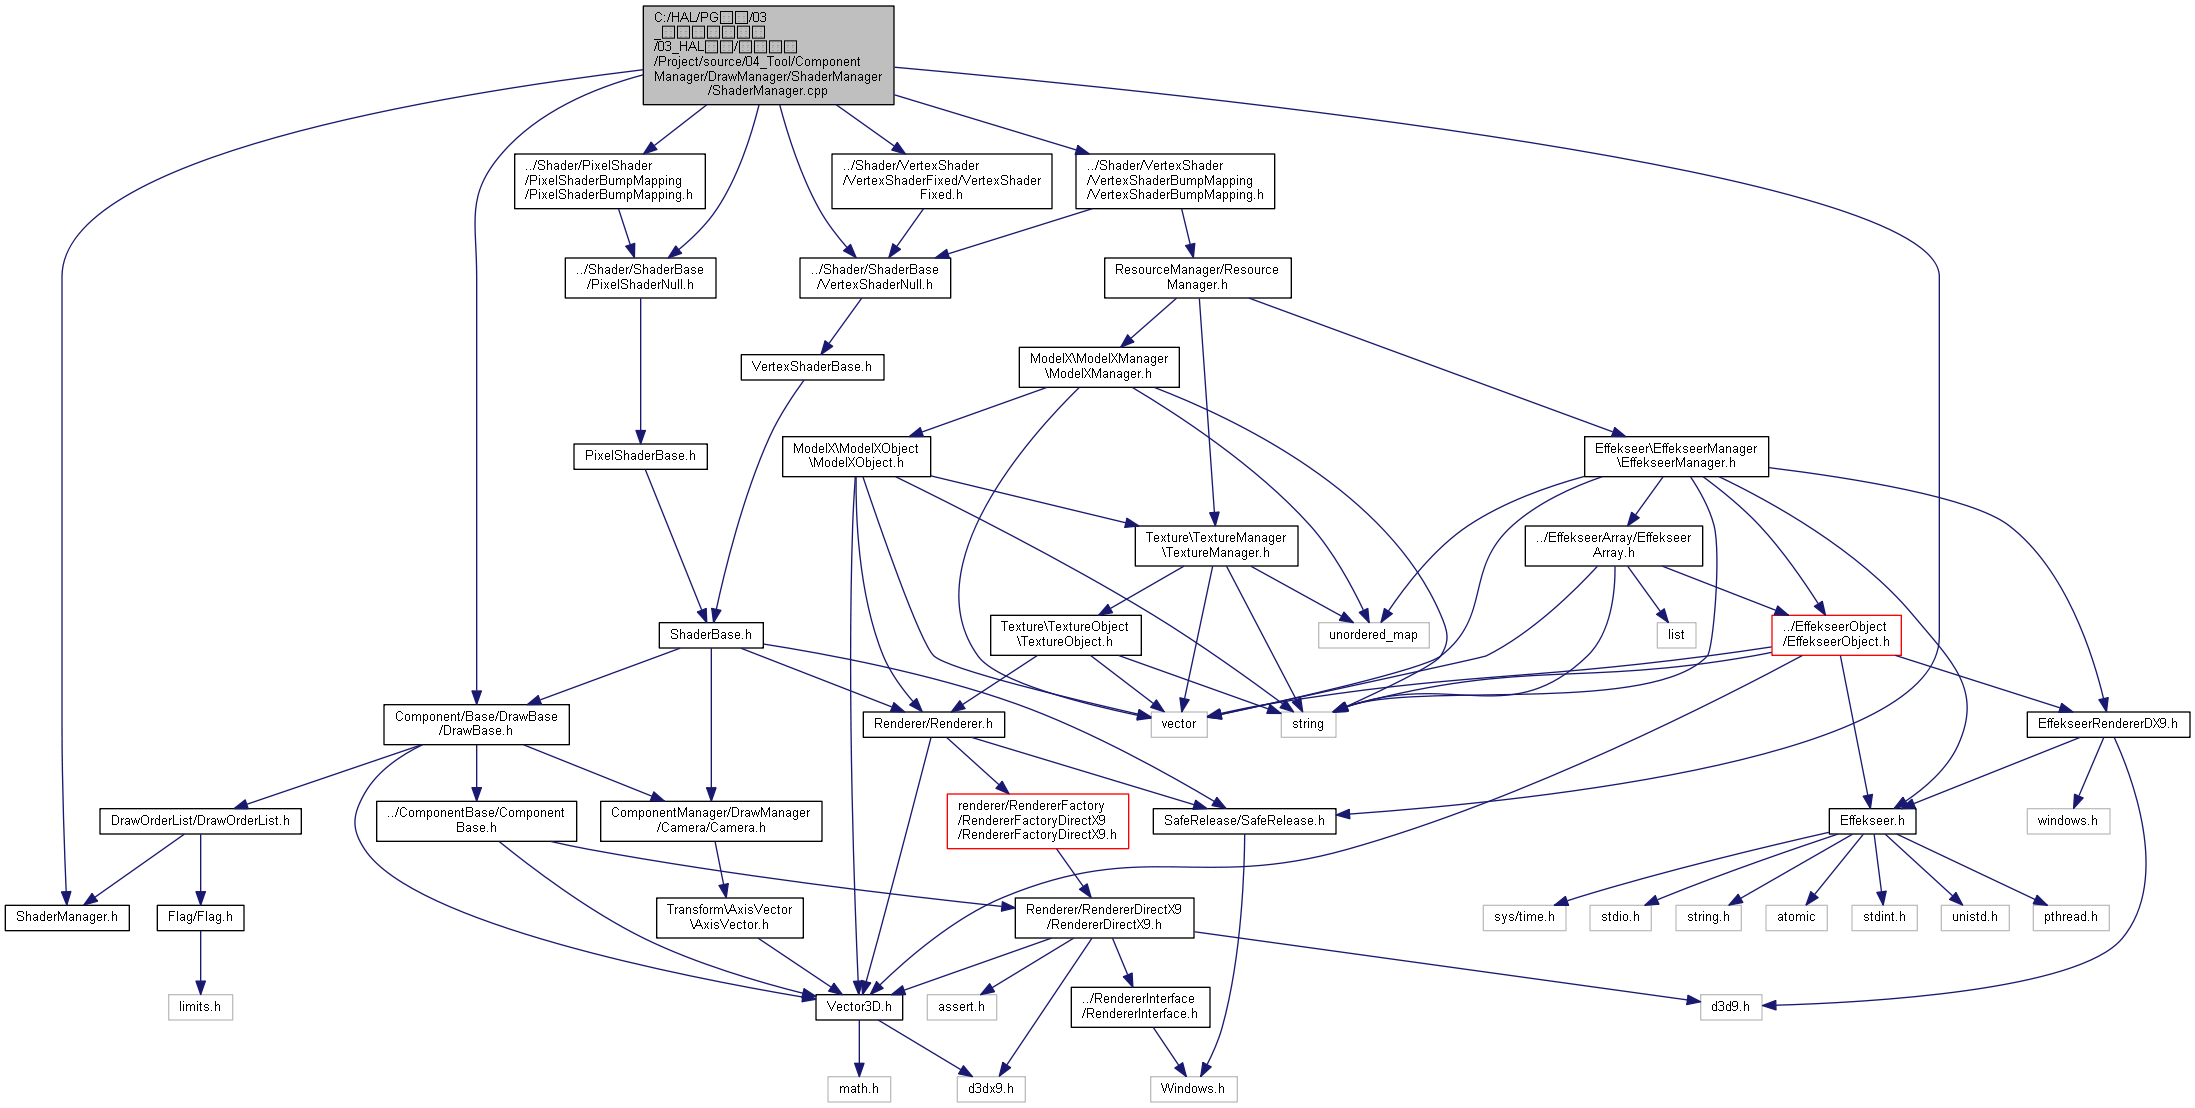 C:/HAL/PG/03
_
/03_HAL/
/Project/source/04_Tool/Component
Manager/DrawManager/ShaderManager
/ShaderManager.cpp
../Shader/PixelShader
/PixelShaderBumpMapping
/PixelShaderBumpMapping.h
../Shader/VertexShader
/VertexShaderFixed/VertexShader
Fixed.h
../Shader/VertexShader
/VertexShaderBumpMapping
/VertexShaderBumpMapping.h
../Shader/ShaderBase
/PixelShaderNull.h
../Shader/ShaderBase
/VertexShaderNull.h
ResourceManager/Resource
Manager.h
VertexShaderBase.h
ModelX\ModelXManager
\ModelXManager.h
PixelShaderBase.h
ModelX\ModelXObject
\ModelXObject.h
Effekseer\EffekseerManager
\EffekseerManager.h
Texture\TextureManager
\TextureManager.h
../EffekseerArray/Effekseer
Array.h
ShaderBase.h
Texture\TextureObject
\TextureObject.h
unordered_map
list
../EffekseerObject
/EffekseerObject.h
Component/Base/DrawBase
/DrawBase.h
Renderer/Renderer.h
vector
string
EffekseerRendererDX9.h
DrawOrderList/DrawOrderList.h
../ComponentBase/Component
Base.h
ComponentManager/DrawManager
/Camera/Camera.h
renderer/RendererFactory
/RendererFactoryDirectX9
/RendererFactoryDirectX9.h
SafeRelease/SafeRelease.h
Effekseer.h
windows.h
ShaderManager.h
Flag/Flag.h
Transform\AxisVector
\AxisVector.h
Renderer/RendererDirectX9
/RendererDirectX9.h
sys/time.h
stdio.h
string.h
atomic
stdint.h
unistd.h
pthread.h
limits.h
Vector3D.h
assert.h
../RendererInterface
/RendererInterface.h
d3d9.h
math.h
d3dx9.h
Windows.h